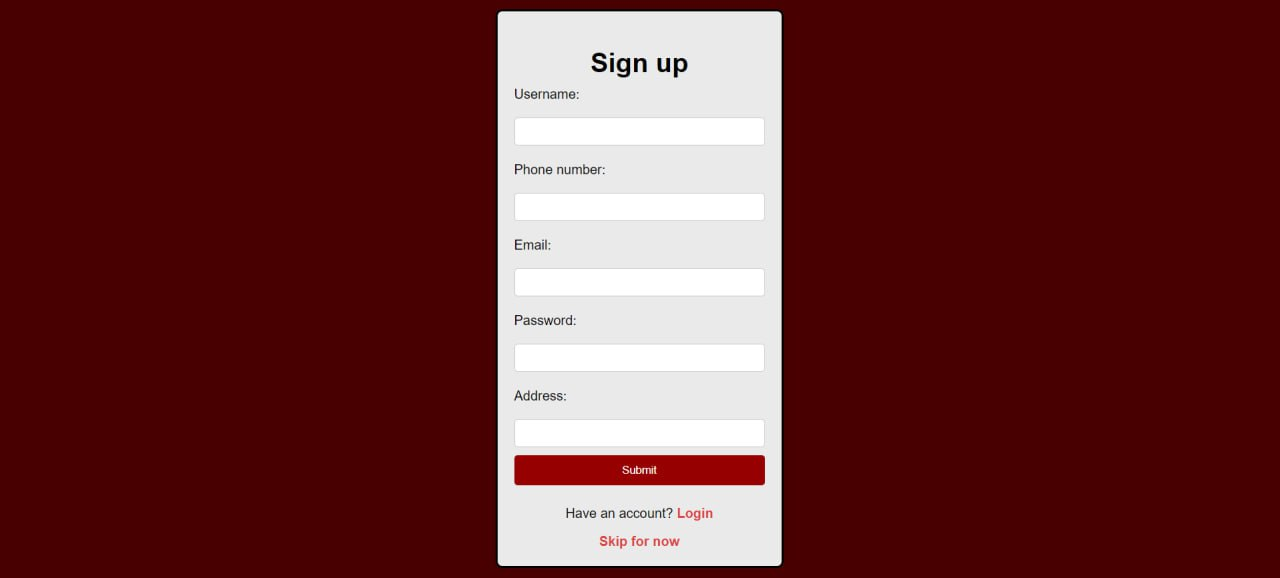 Sign up
Username:
Phone number:
Email:
Password:
Address:
Submit
Have an account? Login
Skip for now